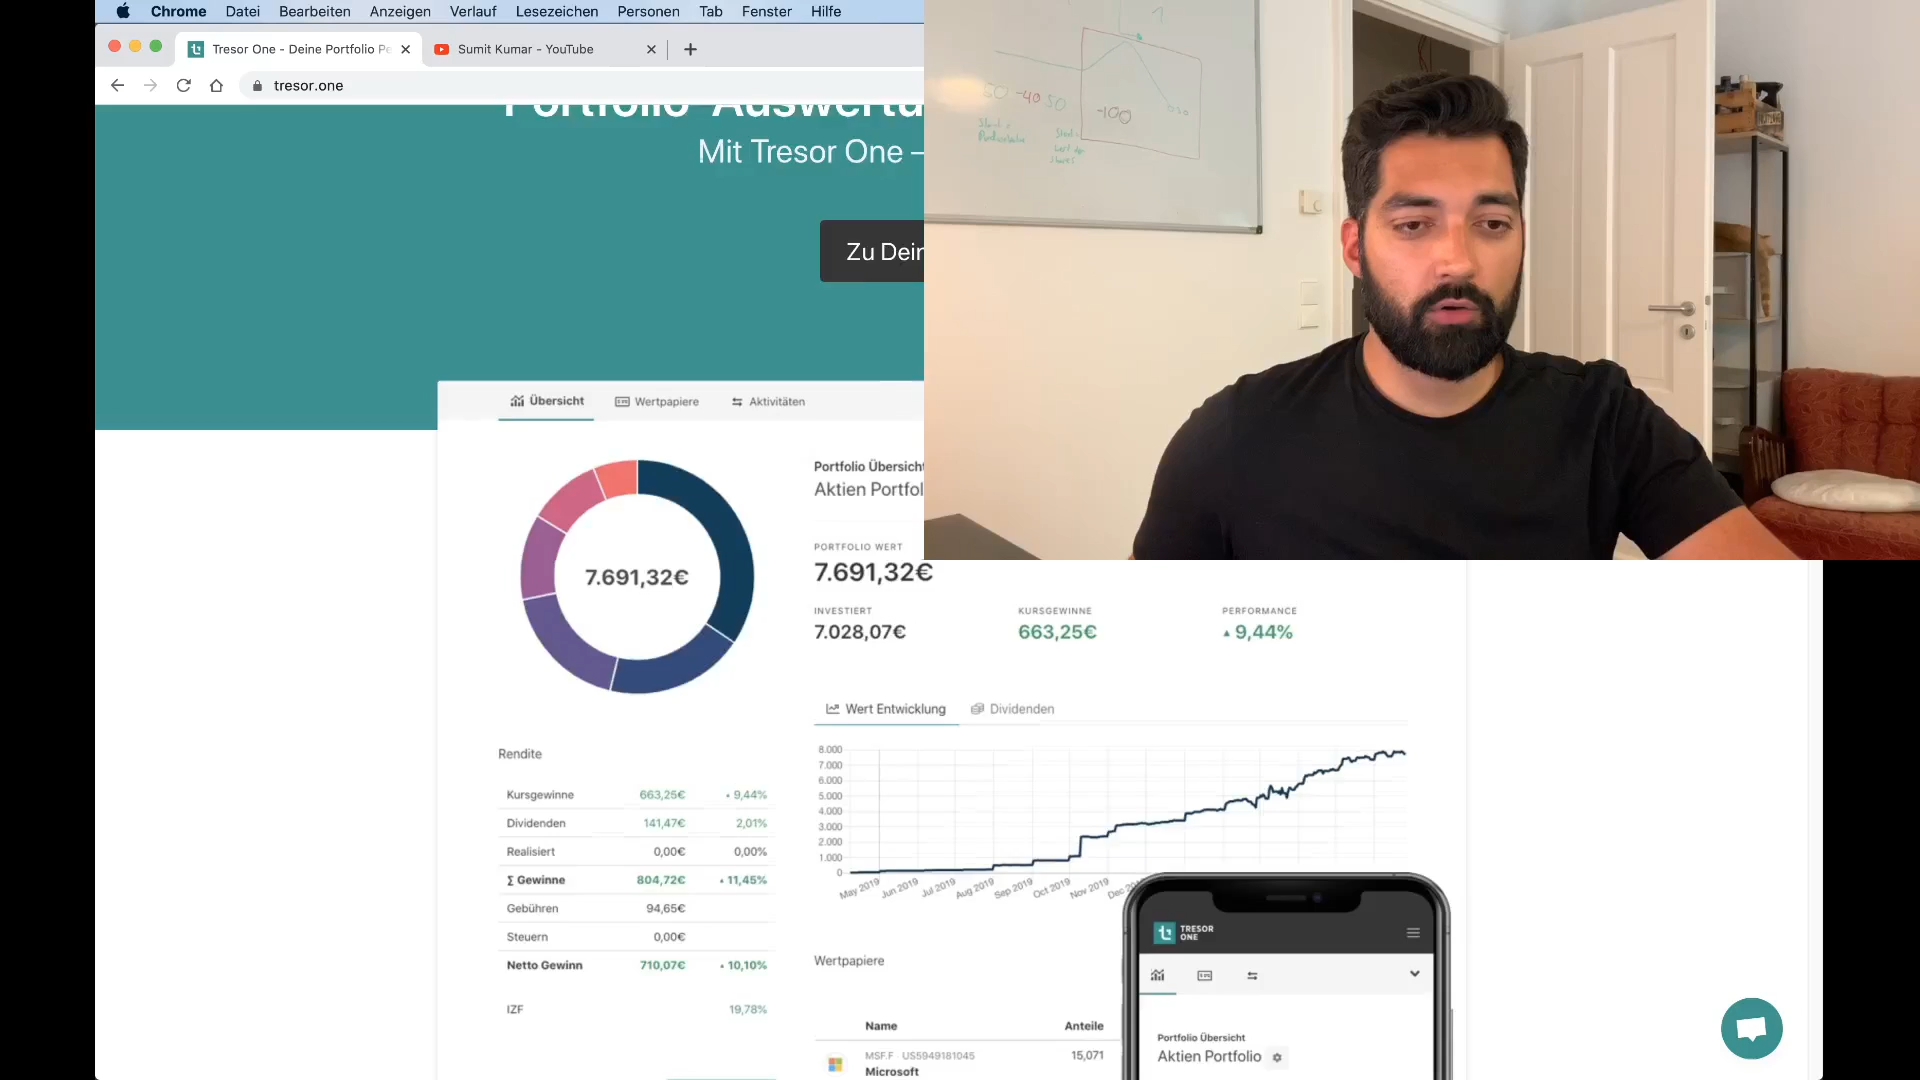 Chrome Datei Bearbeiten Anzeigen Verlauf Lesezeichen Personen Tab Fenster Hilfe
Tresor One - Deine Portfolio Pe
Sumit Kumar - YouTube
tresor.one
Mit Tresor One –
Zu Dein
Übersicht
Wertpapiere
Aktivitäten
7.691,32€
Portfolio Übersicht
Aktien Portfol
PORTFOLIO WERT
7.691,32€
INVESTIERT
7.028,07€
KURSGEWINNE
663,25€
PERFORMANCE
9,44%
Wert Entwicklung
Dividenden
8.000
7.000
6.000
5.000
4.000
3.000
2.000
1.000
0
May 2019
Jun 2019
Jul 2019
Aug 2019
Sep 2019
Oct 2019
Nov 2019
Rendite
Kursgewinne 663,25€ 9,44%
Dividenden 141,47€ 2,01%
Realisiert 0,00€ 0,00%
∑ Gewinne 804,72€ 11,45%
Gebühren 94,65€
Steuern 0,00€
Netto Gewinn 710,07€ 10,10%
IZF 19,78%
Wertpapiere
Name Anteile
MSF.F · US5949181045 15,071
Microsoft
TRESOR
ONE
Portfolio Übersicht
Aktien Portfolio
50 -40 50
-100